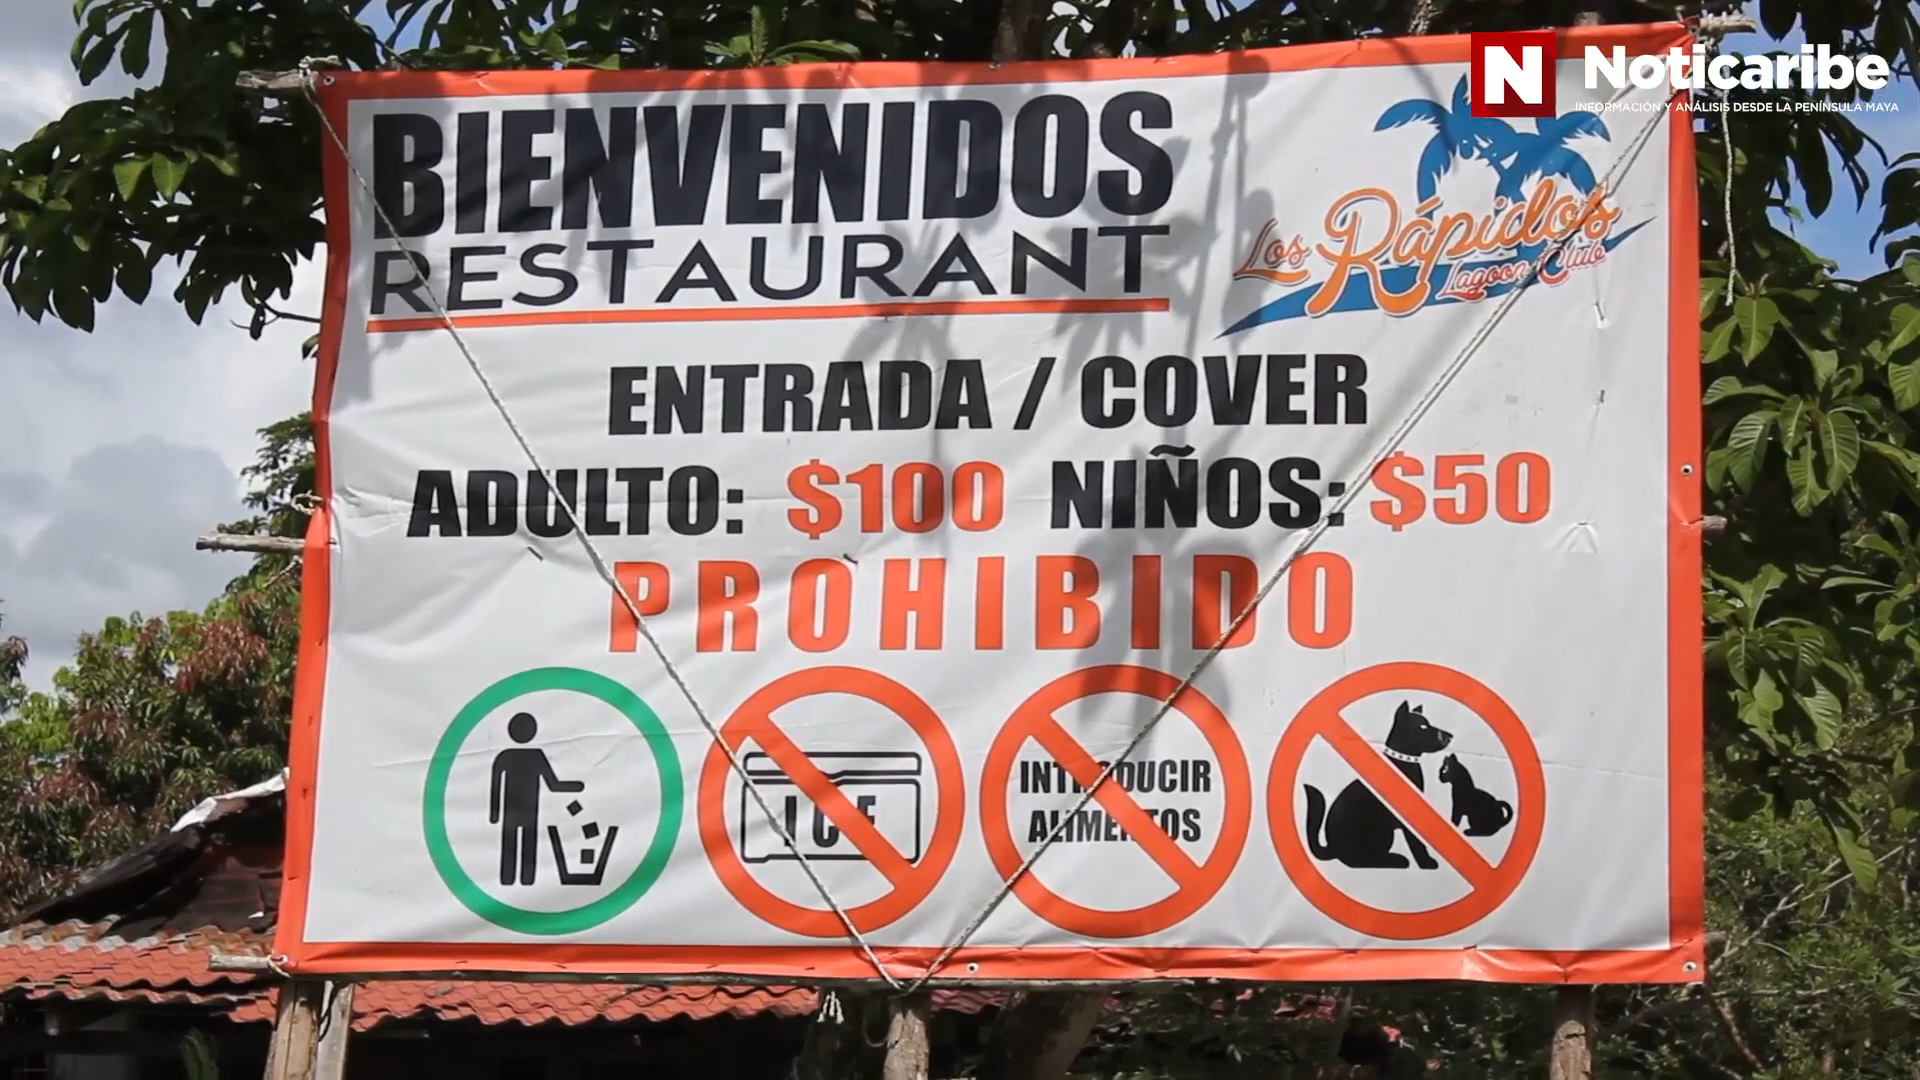 Noticaribe
INFORMACIÓN Y ANÁLISIS DESDE LA PENÍNSULA MAYA
BIENVENIDOS
RESTAURANT
Los Rápidos
Lagoon Club
ENTRADA / COVER
ADULTO: $100 NIÑOS: $50
PROHIBIDO
ICE
INTRODUCIR
ALIMENTOS